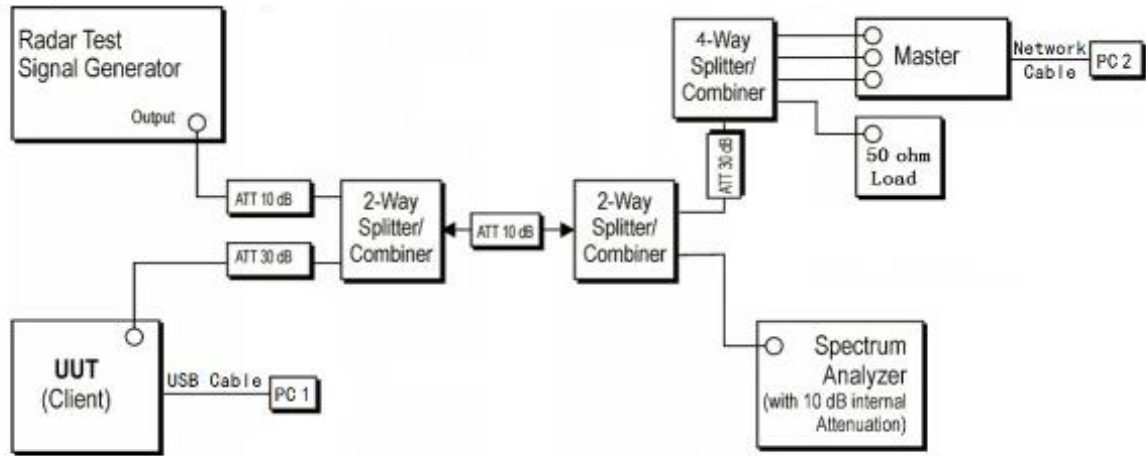 Radar Test
Signal Generator
Output
ATT 10 dB
ATT 30 dB
2-Way
Splitter/
Combiner
ATT 10 dB
2-Way
Splitter/
Combiner
ATT 30 dB
4-Way
Splitter/
Combiner
Master
Network
Cable
PC 2
50 ohm
Load
UUT
(Client)
USB Cable
PC 1
Spectrum
Analyzer
(with 10 dB internal
Attenuation)